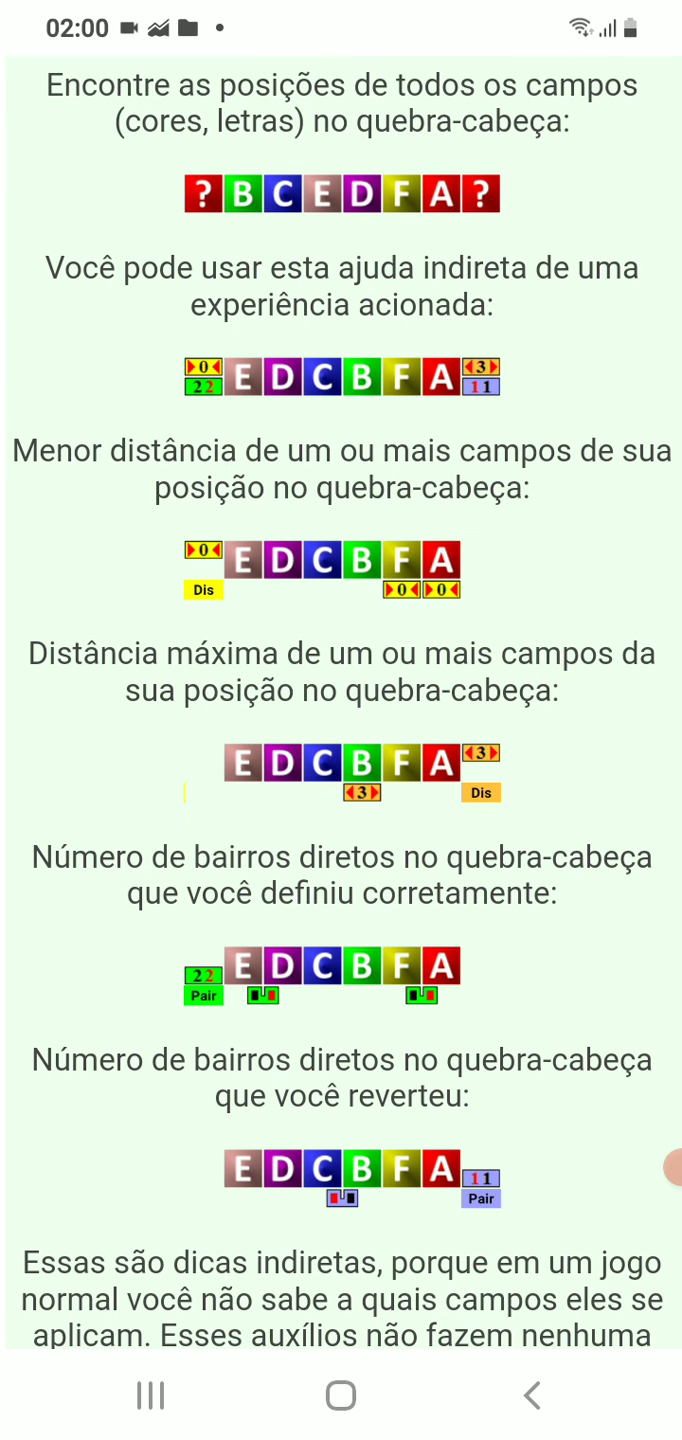 02:00
Encontre as posições de todos os campos
(cores, letras) no quebra-cabeça:
? B C E D F A ?
Você pode usar esta ajuda indireta de uma
experiência acionada:
0 E D C B F A 3
22 11
Menor distância de um ou mais campos de sua
posição no quebra-cabeça:
0 E D C B F A
Dis 0 0
Distância máxima de um ou mais campos da
sua posição no quebra-cabeça:
E D C B F A 3
3 Dis
Número de bairros diretos no quebra-cabeça
que você definiu corretamente:
22 E D C B F A
Pair
Número de bairros diretos no quebra-cabeça
que você reverteu:
E D C B F A 11
Pair
Essas são dicas indiretas, porque em um jogo
normal você não sabe a quais campos eles se
aplicam. Esses auxílios não fazem nenhuma